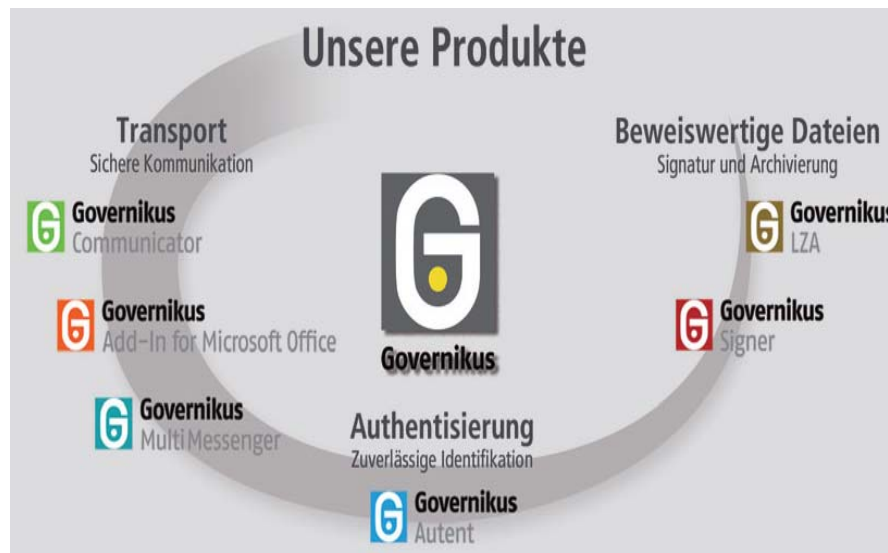 Unsere Produkte
Transport
Sichere Kommunikation
Governikus
Communicator
Governikus
Add-In for Microsoft Office
Governikus
MultiMessenger
Governikus
Authentisierung
Zuverlässige Identifikation
Governikus
Autent
Beweiswertige Dateien
Signatur und Archivierung
Governikus
LZA
Governikus
Signer